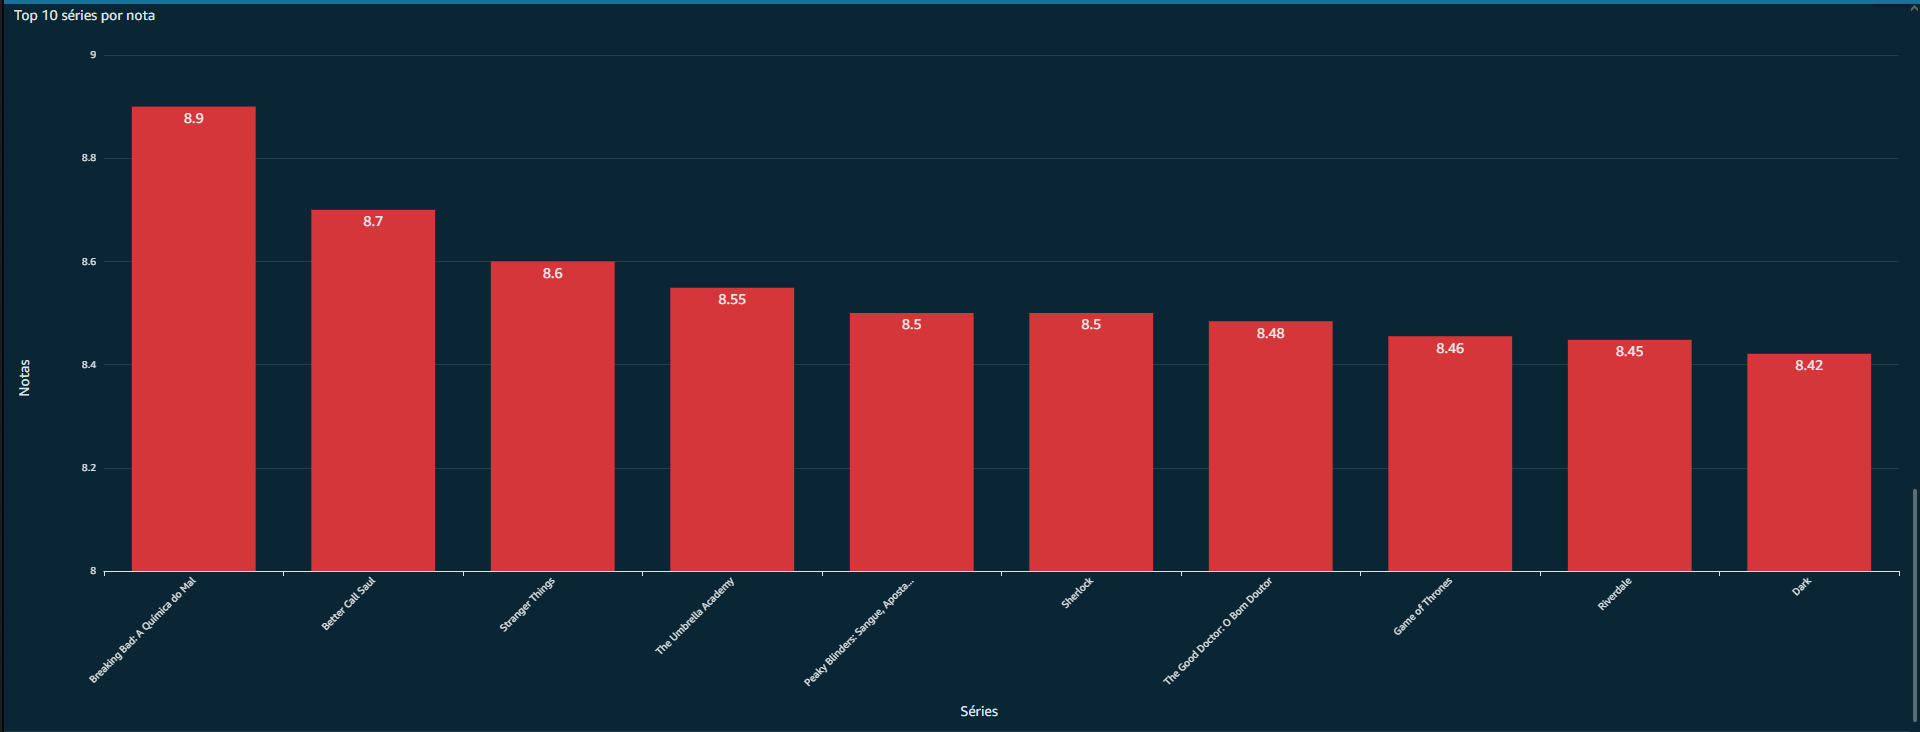 Top 10 séries por nota
9
8.8
8.6
8.4
8.2
8
Notas
8.9
8.7
8.6
8.55
8.5
8.5
8.48
8.46
8.45
8.42
Breaking Bad: A Química do Mal
Better Call Saul
Stranger Things
The Umbrella Academy
Peaky Blinders: Sangue, Aposta...
Sherlock
The Good Doctor: O Bom Doutor
Game of Thrones
Riverdale
Dark
Séries